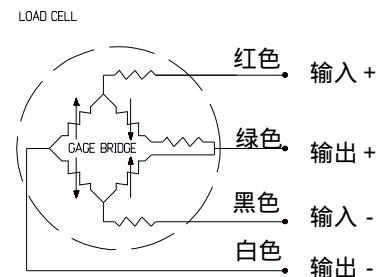 LOAD CELL
红色 输入 +
GAGE BRIDGE 绿色 输出 +
黑色 输入 -
白色 输出 -